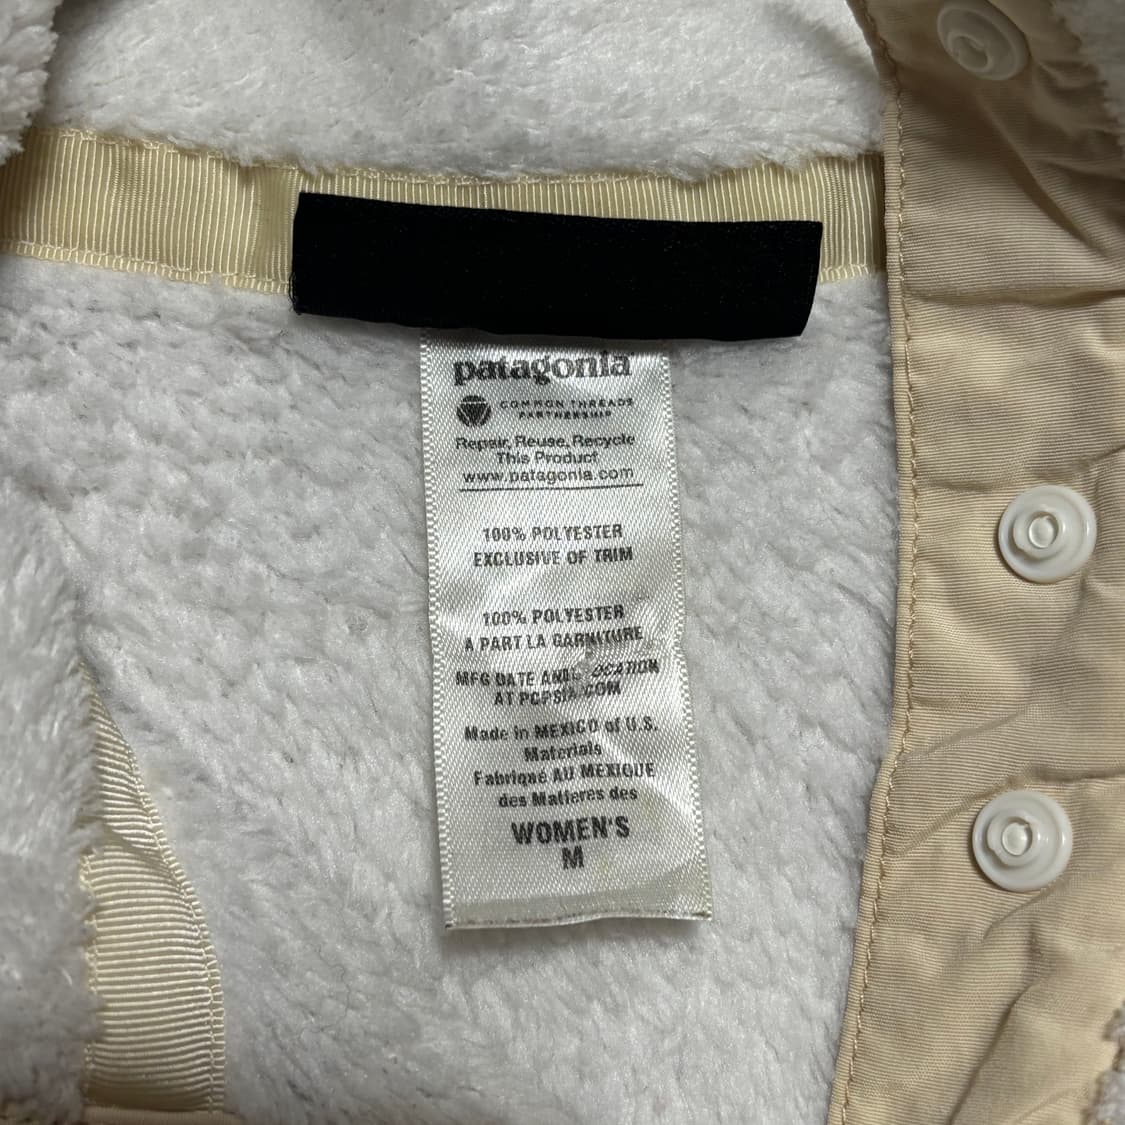 patagonia
COMMON THREADS
PARTNERSHIP
Repair, Reuse, Recycle
This Product
www.patagonia.com
100% POLYESTER
EXCLUSIVE OF TRIM
100% POLYESTER
A PART LA GARNITURE
MFG DATE AND LOCATION
AT PCPSIA.COM
Made in MEXICO of U.S.
Materials
Fabriqué AU MEXIQUE
des Matieres des
WOMEN'S
M